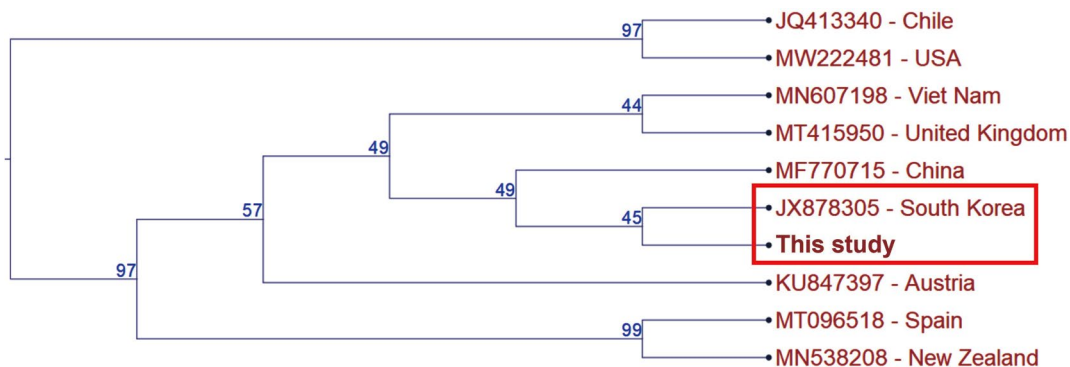 97
JQ413340 - Chile
MW222481 - USA
44
MN607198 - Viet Nam
MT415950 - United Kingdom
49
49
MF770715 - China
45
JX878305 - South Korea
This study
57
KU847397 - Austria
97
99
MT096518 - Spain
MN538208 - New Zealand